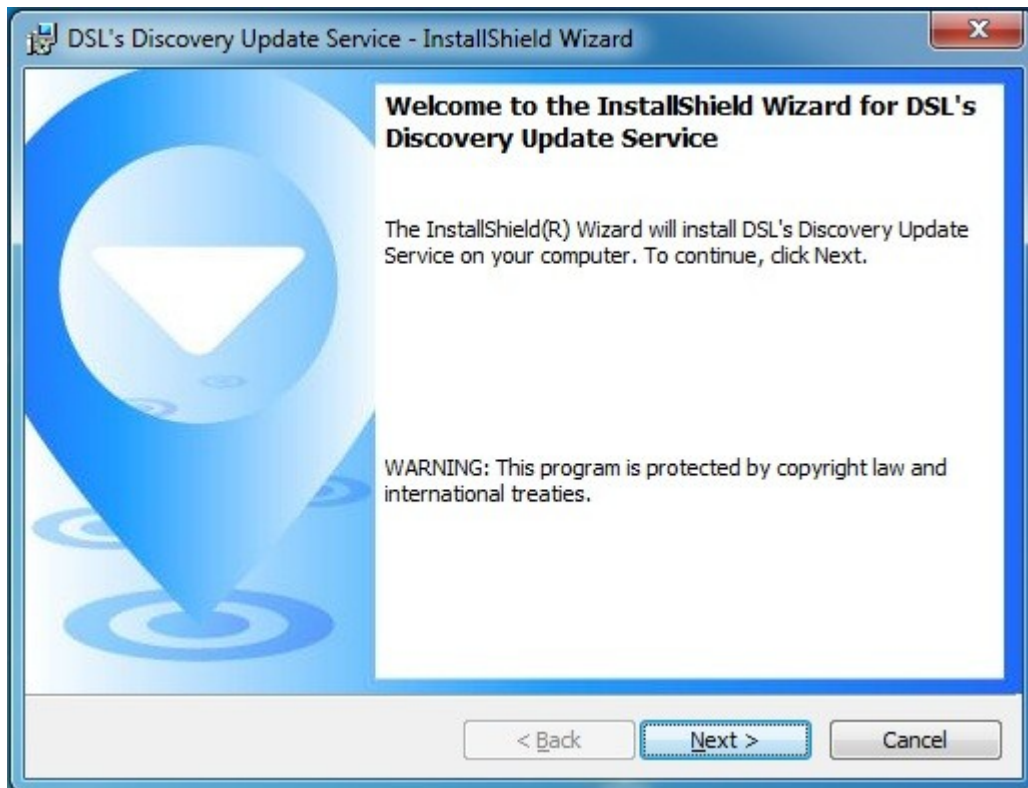 DSL's Discovery Update Service - InstallShield Wizard
Welcome to the InstallShield Wizard for DSL's
Discovery Update Service
The InstallShield(R) Wizard will install DSL's Discovery Update
Service on your computer. To continue, click Next.
WARNING: This program is protected by copyright law and
international treaties.
< Back Next > Cancel